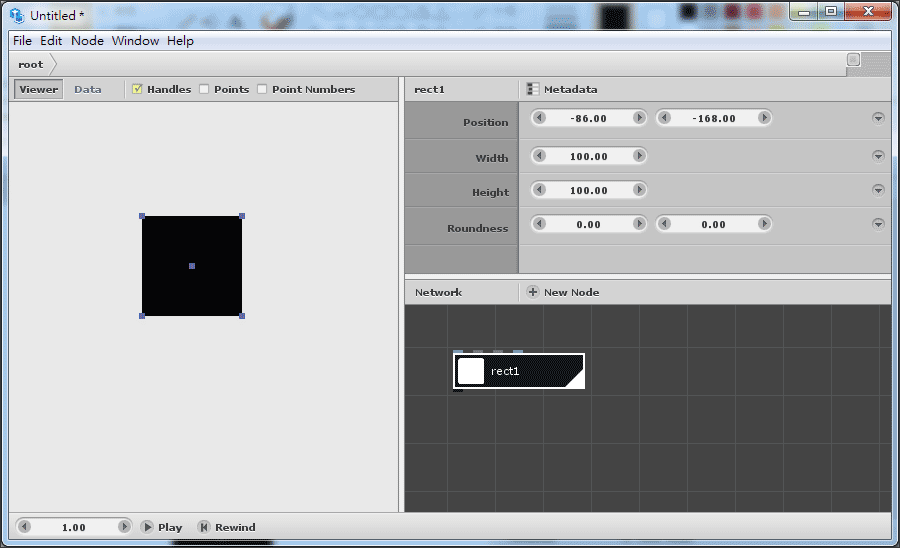 Untitled *
File Edit Node Window Help
root
Viewer Data Handles Points Point Numbers
rect1 Metadata
Position -86.00 -168.00
Width 100.00
Height 100.00
Roundness 0.00 0.00
Network New Node
rect1
1.00 Play Rewind